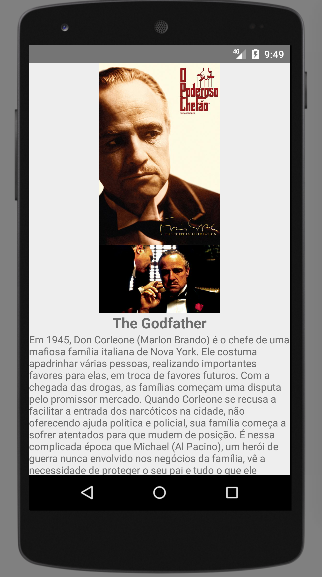 4G 9:49
O
Poderoso
Chefão
The Godfather
Em 1945, Don Corleone (Marlon Brando) é o chefe de uma
mafiosa família italiana de Nova York. Ele costuma
apadrinhar várias pessoas, realizando importantes
favores para elas, em troca de favores futuros. Com a
chegada das drogas, as famílias começam uma disputa
pelo promissor mercado. Quando Corleone se recusa a
facilitar a entrada dos narcóticos na cidade, não
oferecendo ajuda política e policial, sua família começa a
sofrer atentados para que mudem de posição. É nessa
complicada época que Michael (Al Pacino), um herói de
guerra nunca envolvido nos negócios da família, vê a
necessidade de proteger o seu pai e tudo o que ele